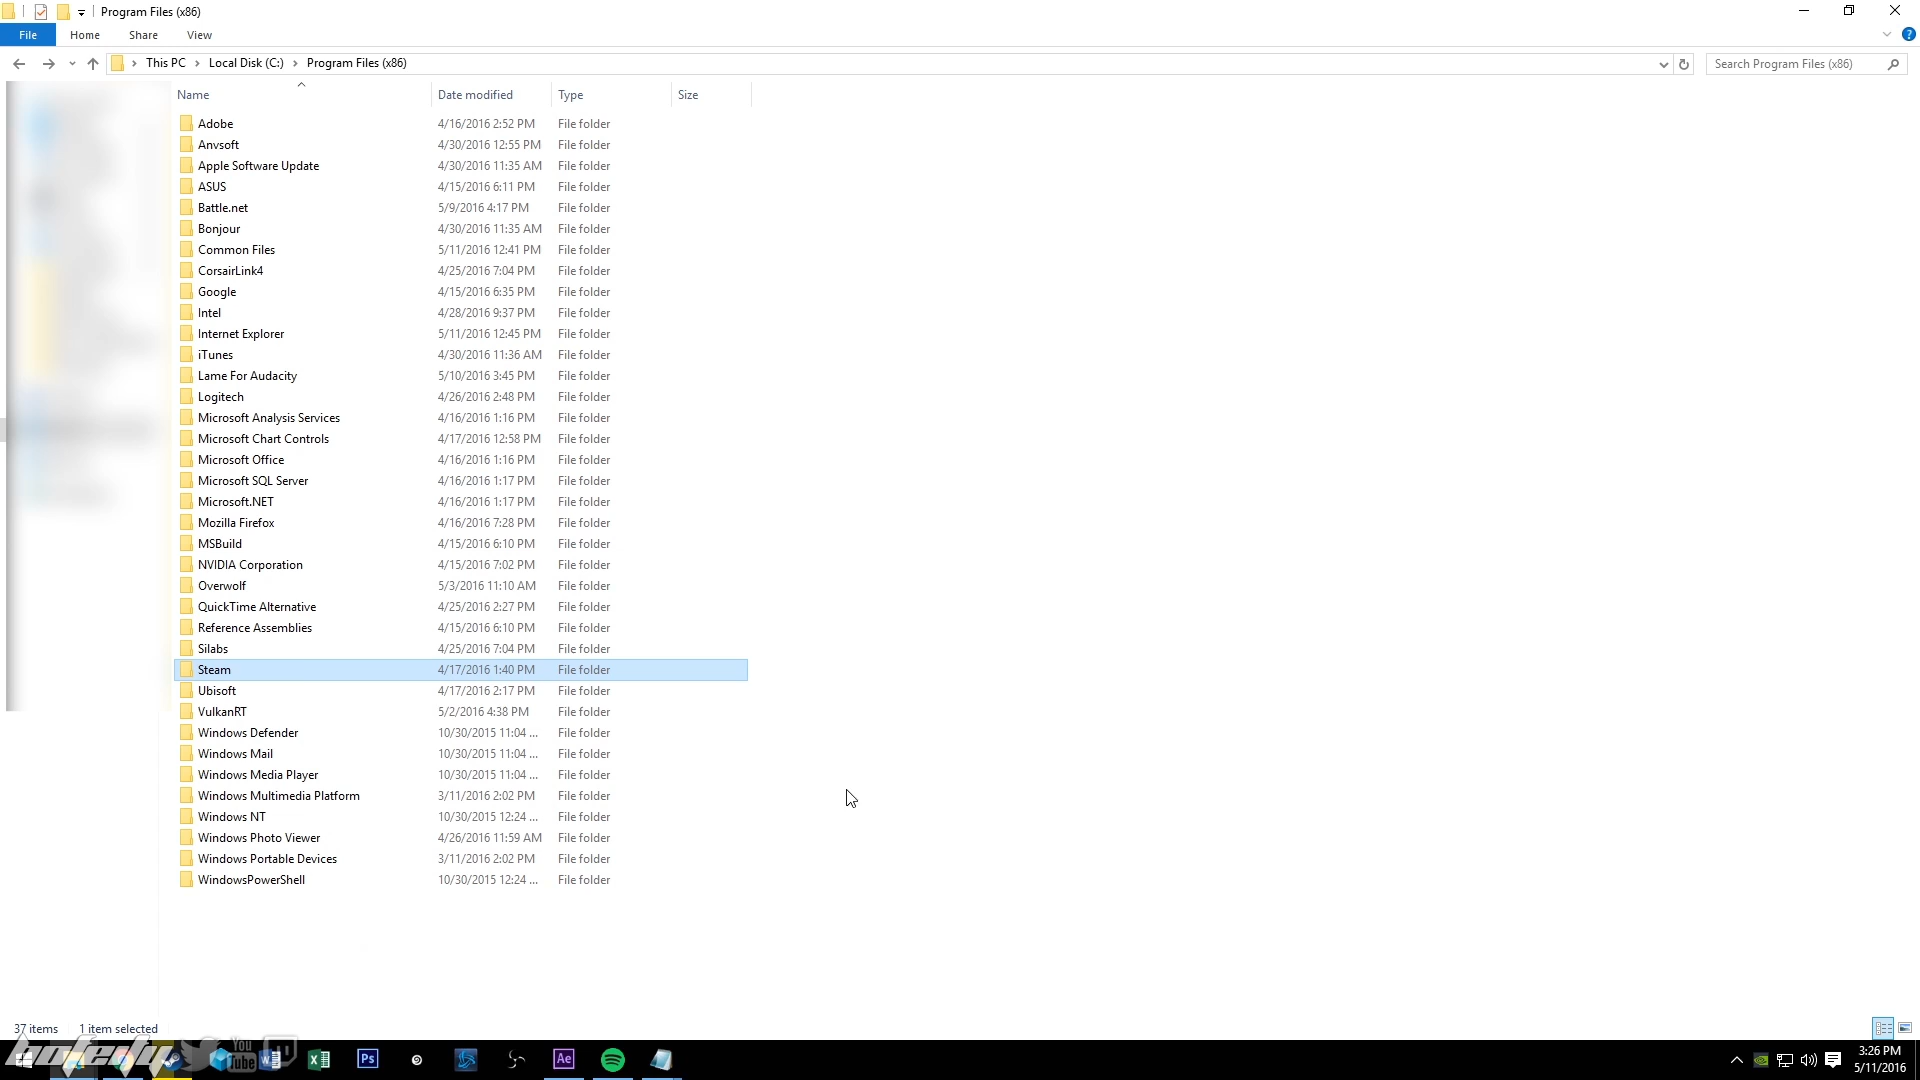 Program Files (x86)
File Home Share View
This PC Local Disk (C:) Program Files (x86) Search Program Files (x86)
Name Date modified Type Size
Adobe 4/16/2016 2:52 PM File folder
Anvsoft 4/30/2016 12:55 PM File folder
Apple Software Update 4/30/2016 11:35 AM File folder
ASUS 4/15/2016 6:11 PM File folder
Battle.net 5/9/2016 4:17 PM File folder
Bonjour 4/30/2016 11:35 AM File folder
Common Files 5/11/2016 12:41 PM File folder
CorsairLink4 4/25/2016 7:04 PM File folder
Google 4/15/2016 6:35 PM File folder
Intel 4/28/2016 9:37 PM File folder
Internet Explorer 5/11/2016 12:45 PM File folder
iTunes 4/30/2016 11:36 AM File folder
Lame For Audacity 5/10/2016 3:45 PM File folder
Logitech 4/26/2016 2:48 PM File folder
Microsoft Analysis Services 4/16/2016 1:16 PM File folder
Microsoft Chart Controls 4/17/2016 12:58 PM File folder
Microsoft Office 4/16/2016 1:16 PM File folder
Microsoft SQL Server 4/16/2016 1:17 PM File folder
Microsoft.NET 4/16/2016 1:17 PM File folder
Mozilla Firefox 4/16/2016 7:28 PM File folder
MSBuild 4/15/2016 6:10 PM File folder
NVIDIA Corporation 4/15/2016 7:02 PM File folder
Overwolf 5/3/2016 11:10 AM File folder
QuickTime Alternative 4/25/2016 2:27 PM File folder
Reference Assemblies 4/15/2016 6:10 PM File folder
Silabs 4/25/2016 7:04 PM File folder
Steam 4/17/2016 1:40 PM File folder
Ubisoft 4/17/2016 2:17 PM File folder
VulkanRT 5/2/2016 4:38 PM File folder
Windows Defender 10/30/2015 11:04 ... File folder
Windows Mail 10/30/2015 11:04 ... File folder
Windows Media Player 10/30/2015 11:04 ... File folder
Windows Multimedia Platform 3/11/2016 2:02 PM File folder
Windows NT 10/30/2015 12:24 ... File folder
Windows Photo Viewer 4/26/2016 11:59 AM File folder
Windows Portable Devices 3/11/2016 2:02 PM File folder
WindowsPowerShell 10/30/2015 12:24 ... File folder
37 items 1 item selected
You Tube
Ps Ae
3:26 PM
5/11/2016